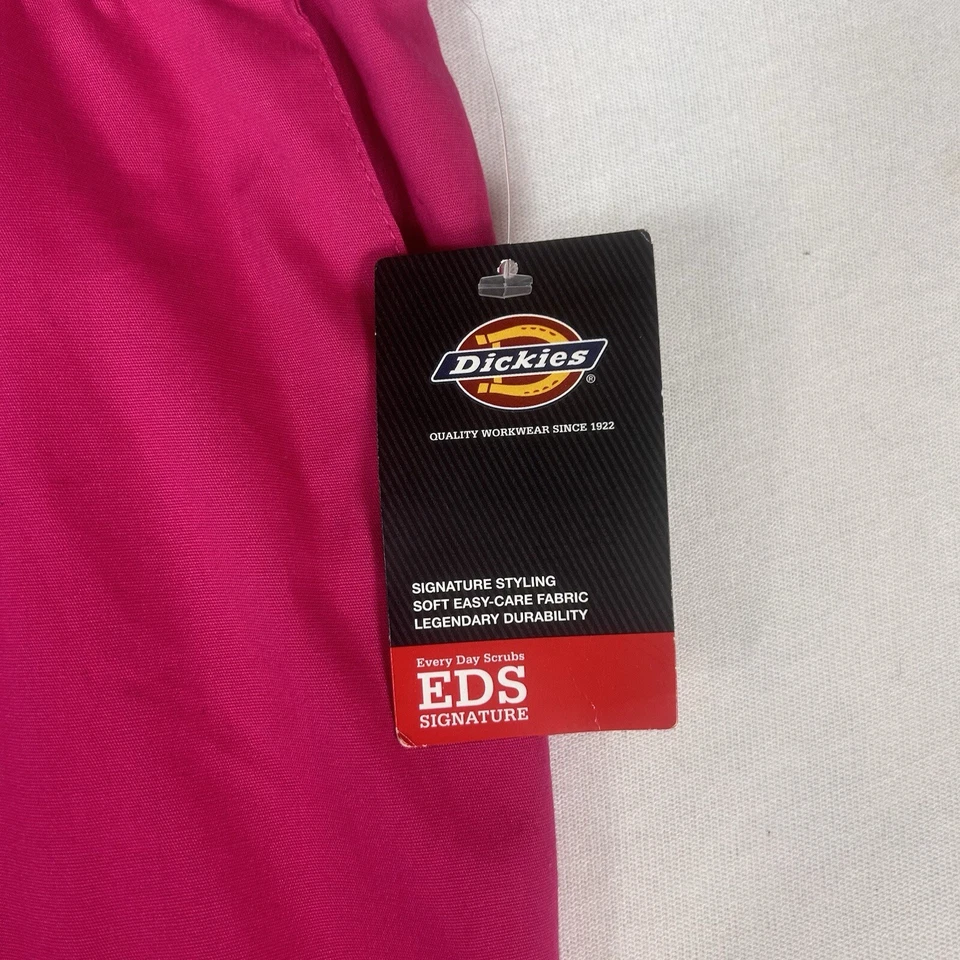 Dickies®
QUALITY WORKWEAR SINCE 1922
SIGNATURE STYLING
SOFT EASY-CARE FABRIC
LEGENDARY DURABILITY
Every Day Scrubs
EDS
SIGNATURE